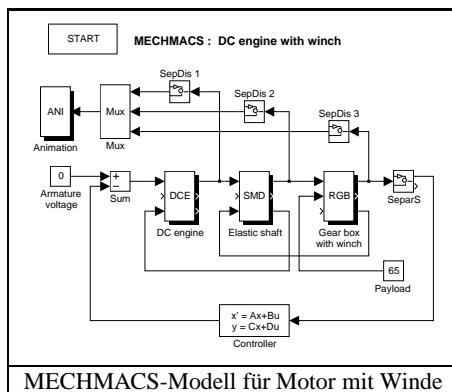 START
MECHMACS : DC engine with winch
SepDis 1
SepDis 2
SepDis 3
ANI
Animation
Mux
Mux
0
Armature
voltage
+
−
Sum
DCE
DC engine
SMD
Elastic shaft
RGB
Gear box
with winch
SeparS
65
Payload
x' = Ax+Bu
y = Cx+Du
Controller
MECHMACS-Modell für Motor mit Winde